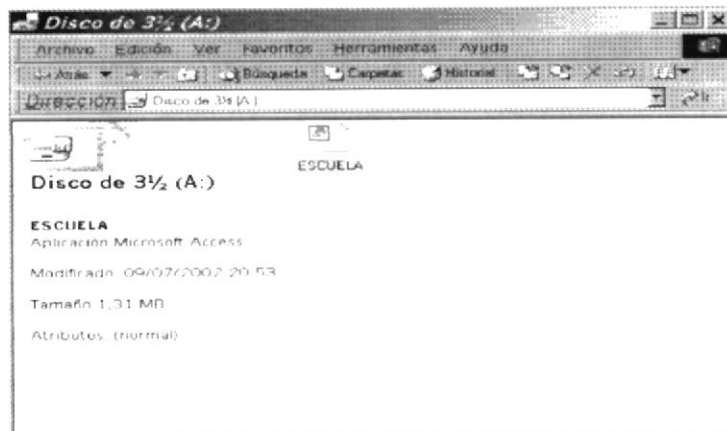 Disco de 3½ (A:)
Archivo Edición Ver Favoritos Herramientas Ayuda
Atrás Búsqueda Carpetas Historial
Dirección Disco de 3½ (A:) Ir
ESCUELA
Disco de 3½ (A:)
ESCUELA
Aplicación Microsoft Access
Modificado: 09/07/2002 20:53
Tamaño: 1,31 MB
Atributos: (normal)